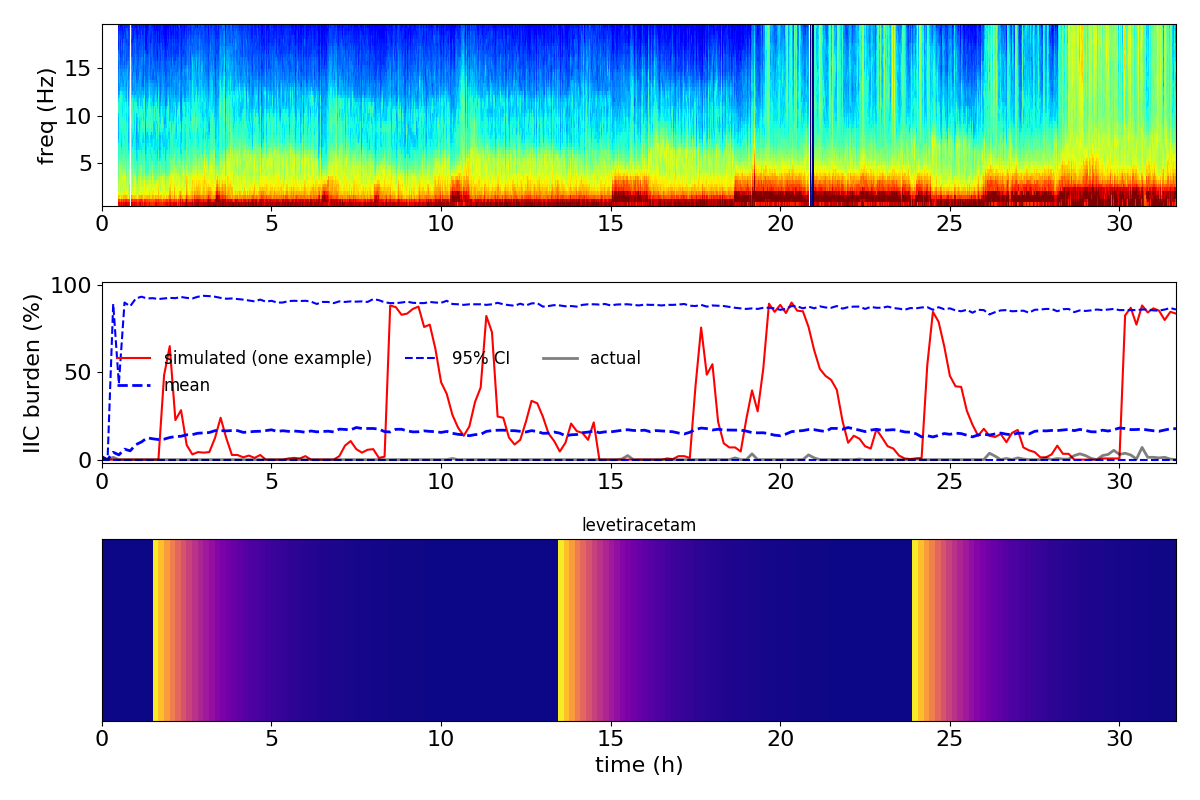 freq (Hz)
15
10
5
0 5 10 15 20 25 30
IIC burden (%)
100
50
0
simulated (one example) 95% CI actual
mean
0 5 10 15 20 25 30
levetiracetam
0 5 10 15 20 25 30
time (h)